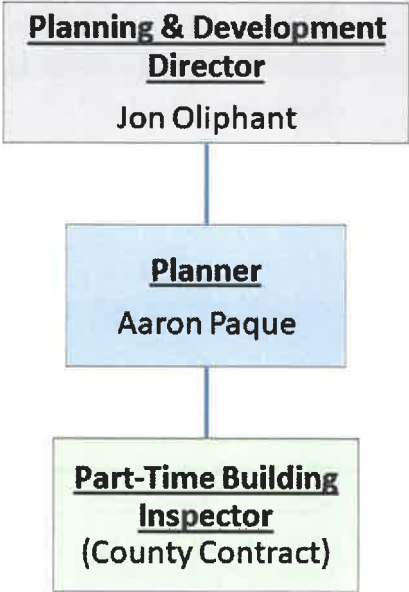 Planning & Development
Director
Jon Oliphant
Planner
Aaron Paque
Part-Time Building
Inspector
(County Contract)